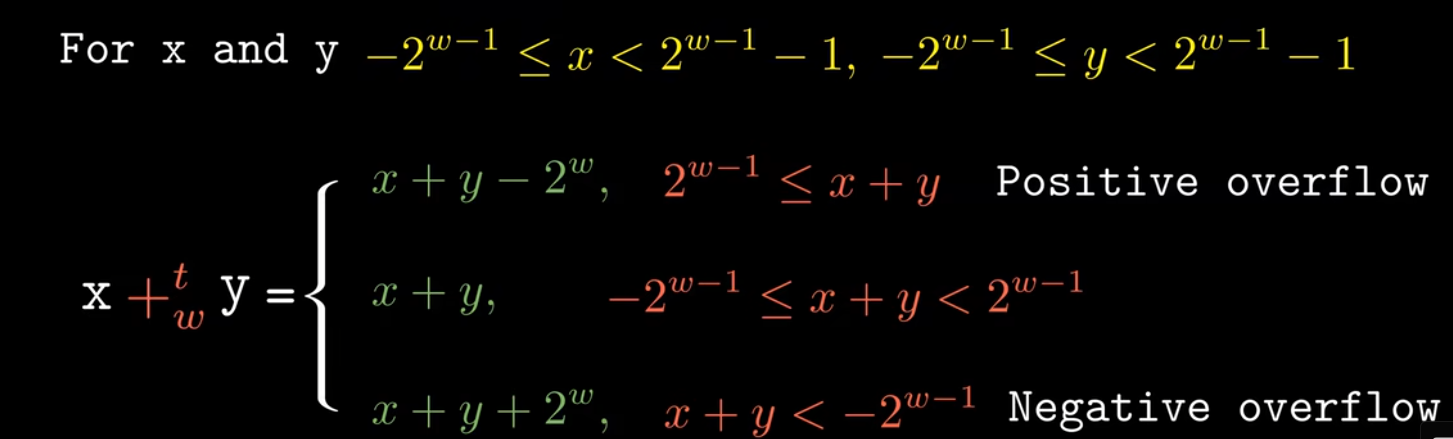 For x and y −2^{w−1} ≤ x < 2^{w−1} − 1, −2^{w−1} ≤ y < 2^{w−1} − 1
x + y − 2^w, 2^{w−1} ≤ x + y Positive overflow
x +^t_w y = { x + y, −2^{w−1} ≤ x + y < 2^{w−1}
x + y + 2^w, x + y < −2^{w−1} Negative overflow